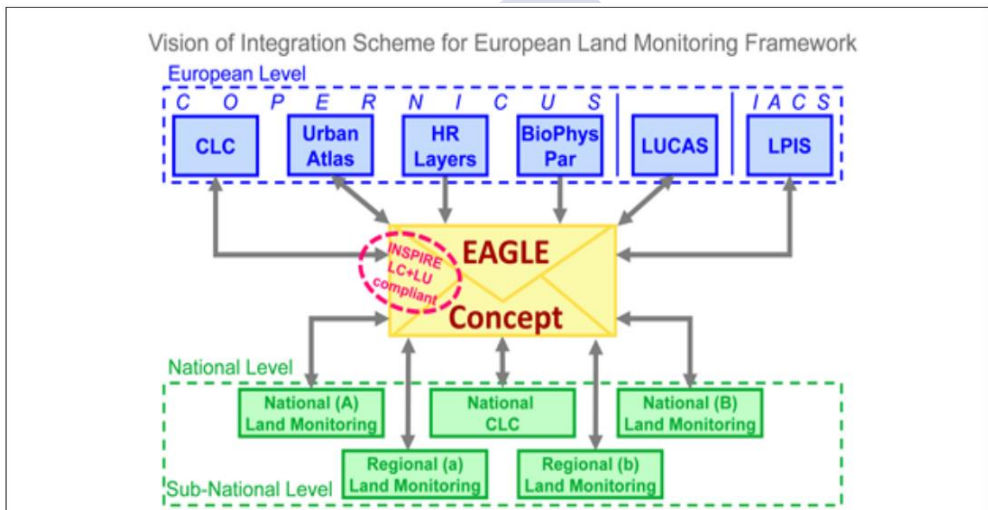 Vision of Integration Scheme for European Land Monitoring Framework
European Level
C O P E R N I C U S
I A C S
CLC
Urban
Atlas
HR
Layers
BioPhys
Par
LUCAS
LPIS
INSPIRE
LC+LU
compliant
EAGLE
Concept
National Level
National (A)
Land Monitoring
National
CLC
National (B)
Land Monitoring
Regional (a)
Land Monitoring
Regional (b)
Land Monitoring
Sub-National Level